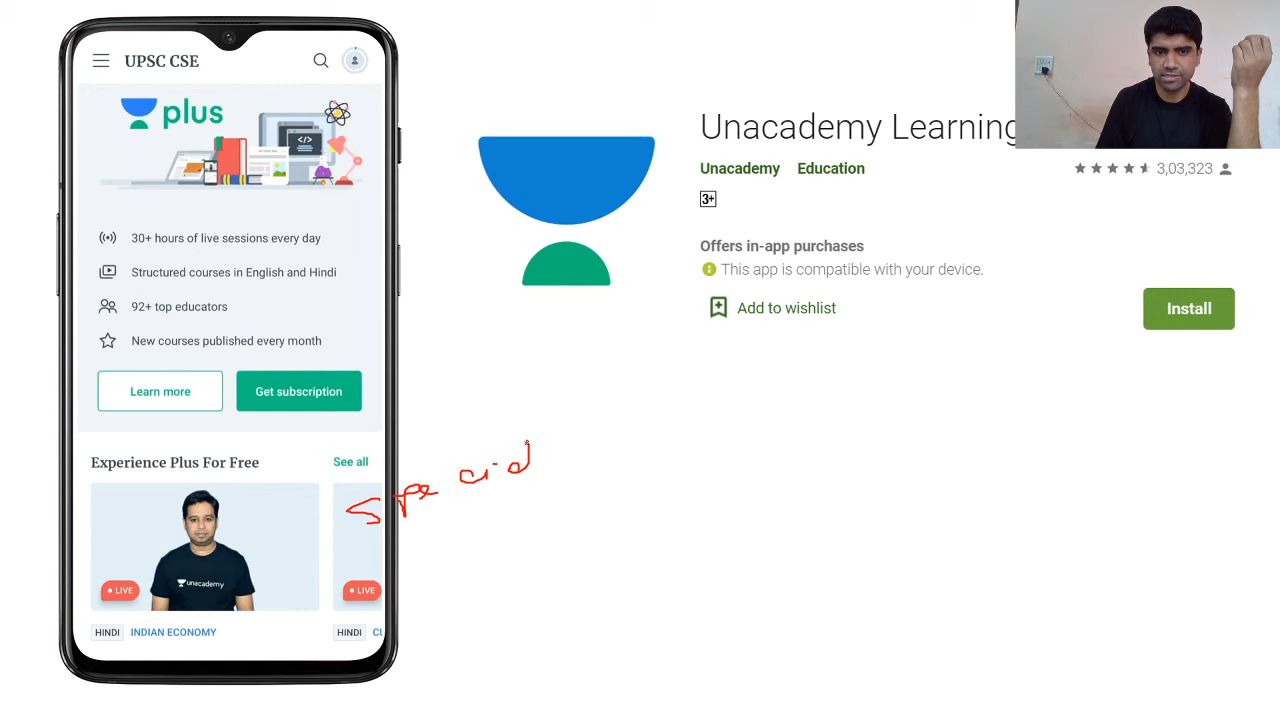 UPSC CSE
plus
30+ hours of live sessions every day
Structured courses in English and Hindi
92+ top educators
New courses published every month
Learn more
Get subscription
Experience Plus For Free
See all
unacademy
LIVE
LIVE
HINDI
INDIAN ECONOMY
HINDI
Unacademy Learning
Unacademy
Education
3,03,323
3+
Offers in-app purchases
This app is compatible with your device.
Add to wishlist
Install